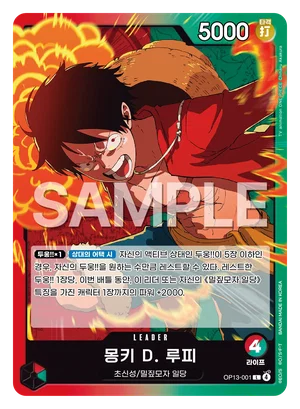 5000
타격
打
SAMPLE
두웅!!×1 상대의 어택 시 자신의 액티브 상태인 두웅!!이 5장 이하인
경우, 자신의 두웅!!을 원하는 수만큼 레스트할 수 있다. 레스트한
두웅!! 1장당, 이번 배틀 동안, 이 리더 또는 자신의 《밀짚모자 일당》
특징을 가진 캐릭터 1장까지의 파워 +2000.
LEADER
몽키 D. 루피
4
라이프
초신성/밀짚모자 일당
OP13-001 L